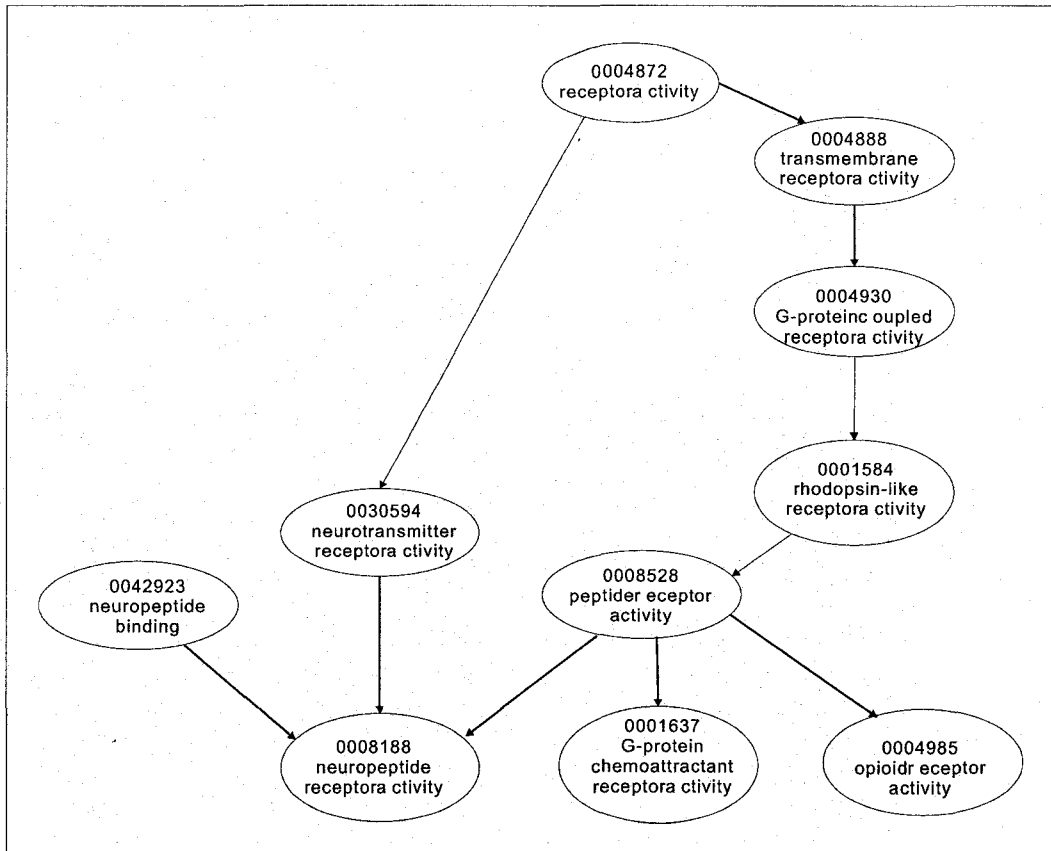 0004872
receptora ctivity
0004888
transmembrane
receptora ctivity
0004930
G-proteinc oupled
receptora ctivity
0001584
rhodopsin-like
receptora ctivity
0030594
neurotransmitter
receptora ctivity
0042923
neuropeptide
binding
0008528
peptider eceptor
activity
0008188
neuropeptide
receptora ctivity
0001637
G-protein
chemoattractant
receptora ctivity
0004985
opioidr eceptor
activity